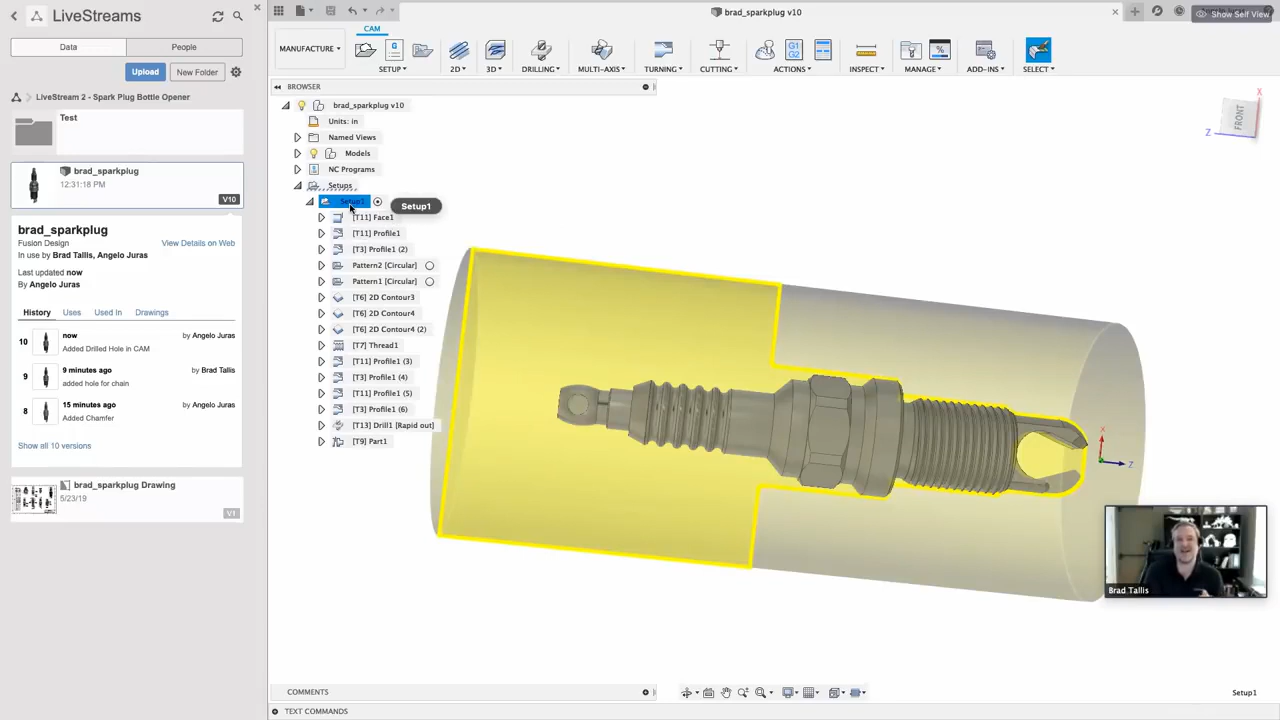 LiveStreams
Data
People
Upload
New Folder
LiveStream 2 - Spark Plug Bottle Opener
Test
brad_sparkplug
12:31:18 PM
V10
brad_sparkplug
Fusion Design
View Details on Web
In use by Brad Tallis, Angelo Juras
Last updated now
By Angelo Juras
History
Uses
Used In
Drawings
10
now
by Angelo Juras
Added Drilled Hole in CAM
9
9 minutes ago
by Brad Tallis
added hole for chain
8
15 minutes ago
by Angelo Juras
Added Chamfer
Show all 10 versions
brad_sparkplug Drawing
5/23/19
V1
brad_sparkplug v10
Show Self View
CAM
MANUFACTURE
SETUP
2D
3D
DRILLING
MULTI-AXIS
TURNING
CUTTING
G1
G2
ACTIONS
INSPECT
MANAGE
ADD-INS
SELECT
BROWSER
brad_sparkplug v10
Units: in
Named Views
Models
NC Programs
Setups
Setup1
Setup1
[T11] Face1
[T11] Profile1
[T3] Profile1 (2)
Pattern2 [Circular]
Pattern1 [Circular]
[T6] 2D Contour3
[T6] 2D Contour4
[T6] 2D Contour4 (2)
[T7] Thread1
[T11] Profile1 (3)
[T3] Profile1 (4)
[T11] Profile1 (5)
[T3] Profile1 (6)
[T13] Drill1 [Rapid out]
[T9] Part1
X
FRONT
Z
X
Z
Brad Tallis
COMMENTS
Setup1
TEXT COMMANDS